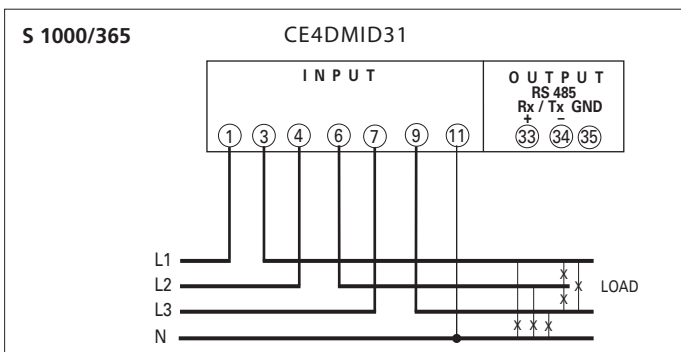 S 1000/365 CE4DMID31
INPUT OUTPUT
RS 485
Rx / Tx GND
+ –
1 3 4 6 7 9 11 33 34 35
L1
L2 LOAD
L3
N